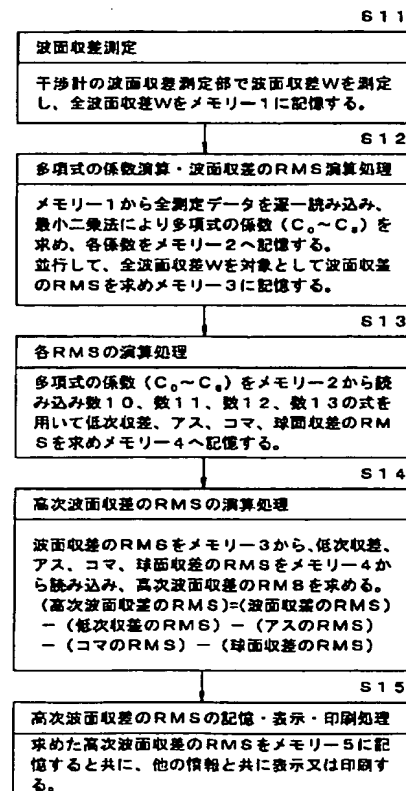 S11
波面収差測定
干渉計の波面収差測定部で波面収差Wを測定
し、全波面収差Wをメモリー1に記憶する。
S12
多項式の係数演算・波面収差のRMS演算処理
メモリー1から全測定データを逐一読み込み、
最小二乗法により多項式の係数(C₀~C₈)を
求め、各係数をメモリー2へ記憶する。
並行して、全波面収差Wを対象として波面収差
のRMSを求めメモリー3に記憶する。
S13
各RMSの演算処理
多項式の係数(C₀~C₈)をメモリー2から読
み込み数10、数11、数12、数13の式を
用いて低次収差、アス、コマ、球面収差のRM
Sを求めメモリー4へ記憶する。
S14
高次波面収差のRMSの演算処理
波面収差のRMSをメモリー3から、低次収差、
アス、コマ、球面収差のRMSをメモリー4か
ら読み込み、高次波面収差のRMSを求める。
(高次波面収差のRMS)=(波面収差のRMS)
-(低次収差のRMS)-(アスのRMS)
-(コマのRMS)-(球面収差のRMS)
S15
高次波面収差のRMSの記憶・表示・印刷処理
求めた高次波面収差のRMSをメモリー5に記
憶すると共に、他の情報と共に表示又は印刷す
る。